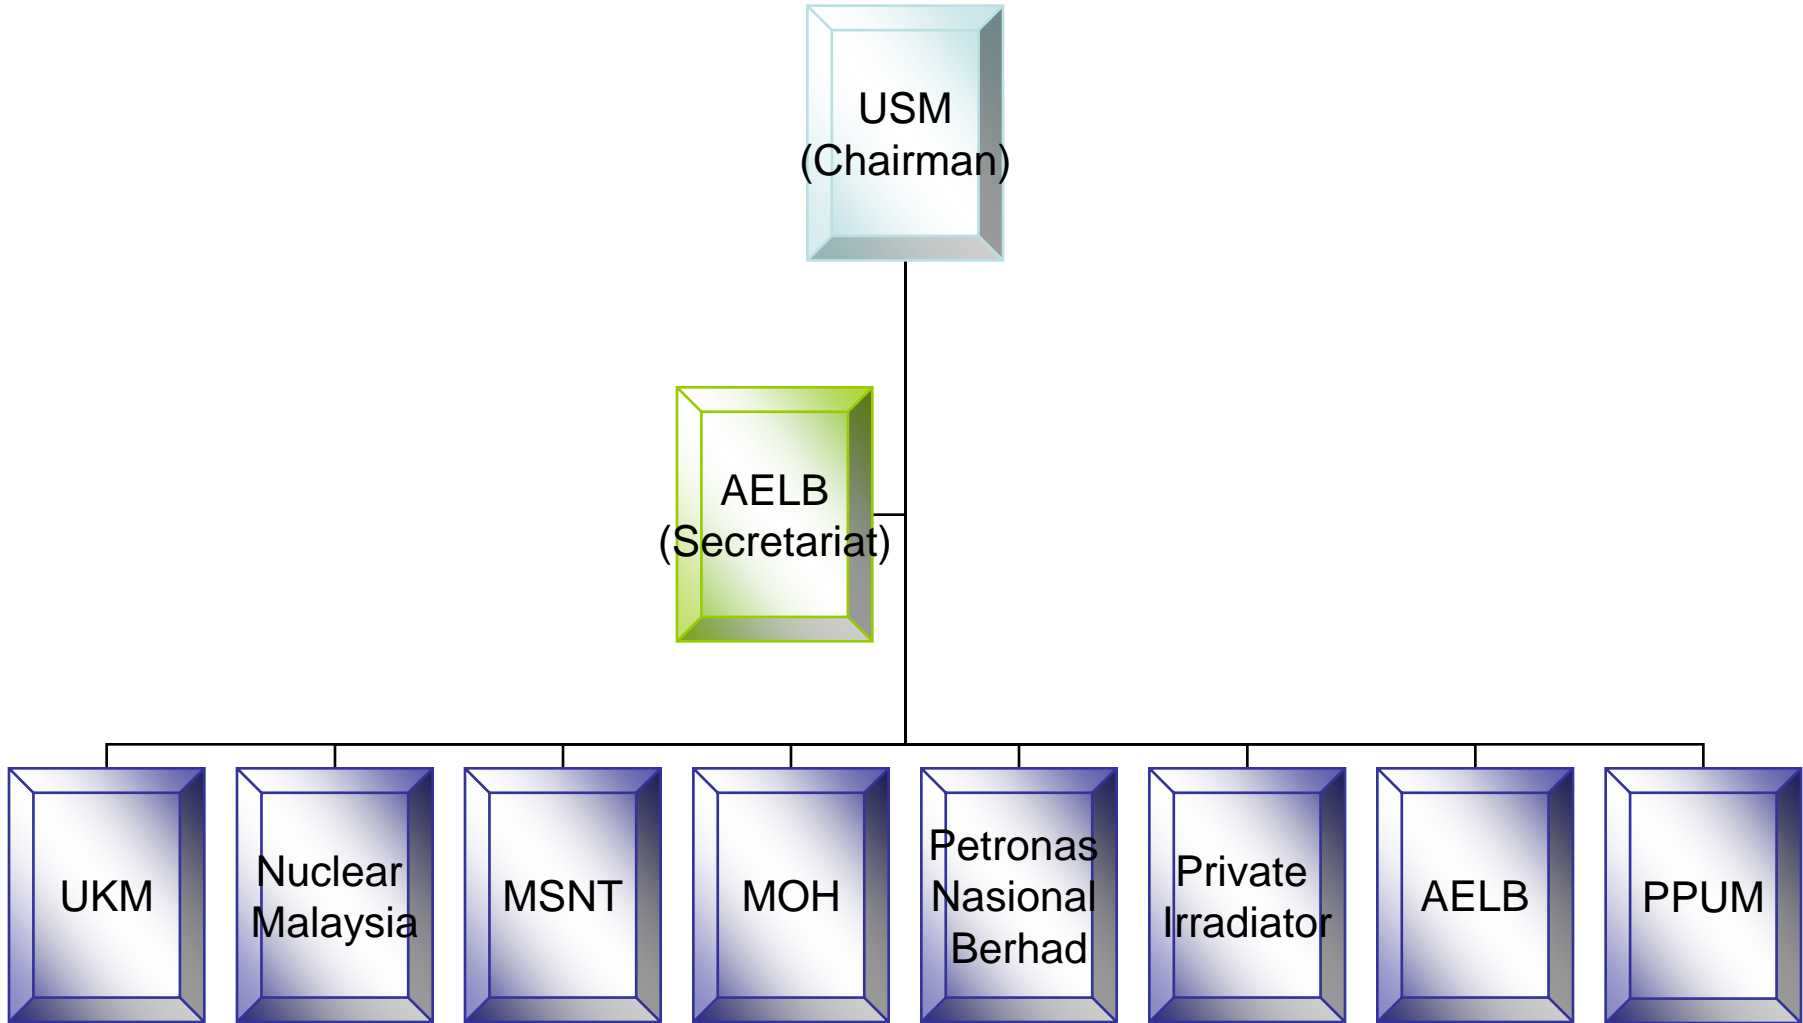 USM
(Chairman)
AELB
(Secretariat)
UKM
Nuclear
Malaysia
MSNT
MOH
Petronas
Nasional
Berhad
Private
Irradiator
AELB
PPUM